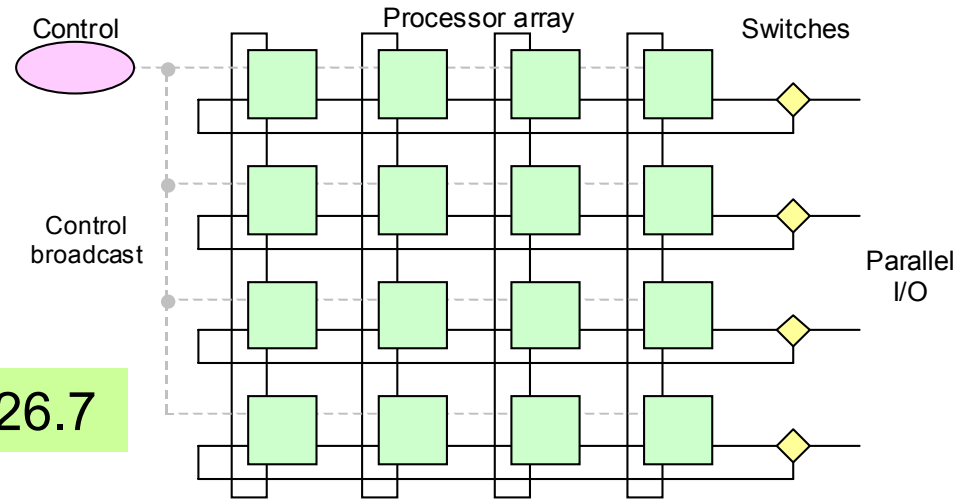 Control
Processor array
Switches
Control
broadcast
Parallel
I/O
26.7